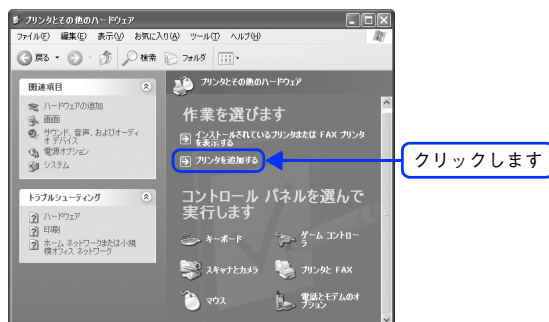 プリンタとその他のハードウェア
ファイル(F) 編集(E) 表示(V) お気に入り(A) ツール(T) ヘルプ(H)
戻る 検索 フォルダ
関連項目
ハードウェアの追加
画面
サウンド、音声、およびオーディ
オ デバイス
電源オプション
システム
トラブルシューティング
ハードウェア
印刷
ホーム ネットワークまたは小規
模オフィス ネットワーク
プリンタとその他のハードウェア
作業を選びます
インストールされているプリンタまたは FAX プリンタ
を表示する
プリンタを追加する
クリックします
コントロール パネルを選んで
実行します
キーボード
ゲーム コントロー
ラ
スキャナとカメラ
プリンタと FAX
マウス
電話とモデムのオ
プション